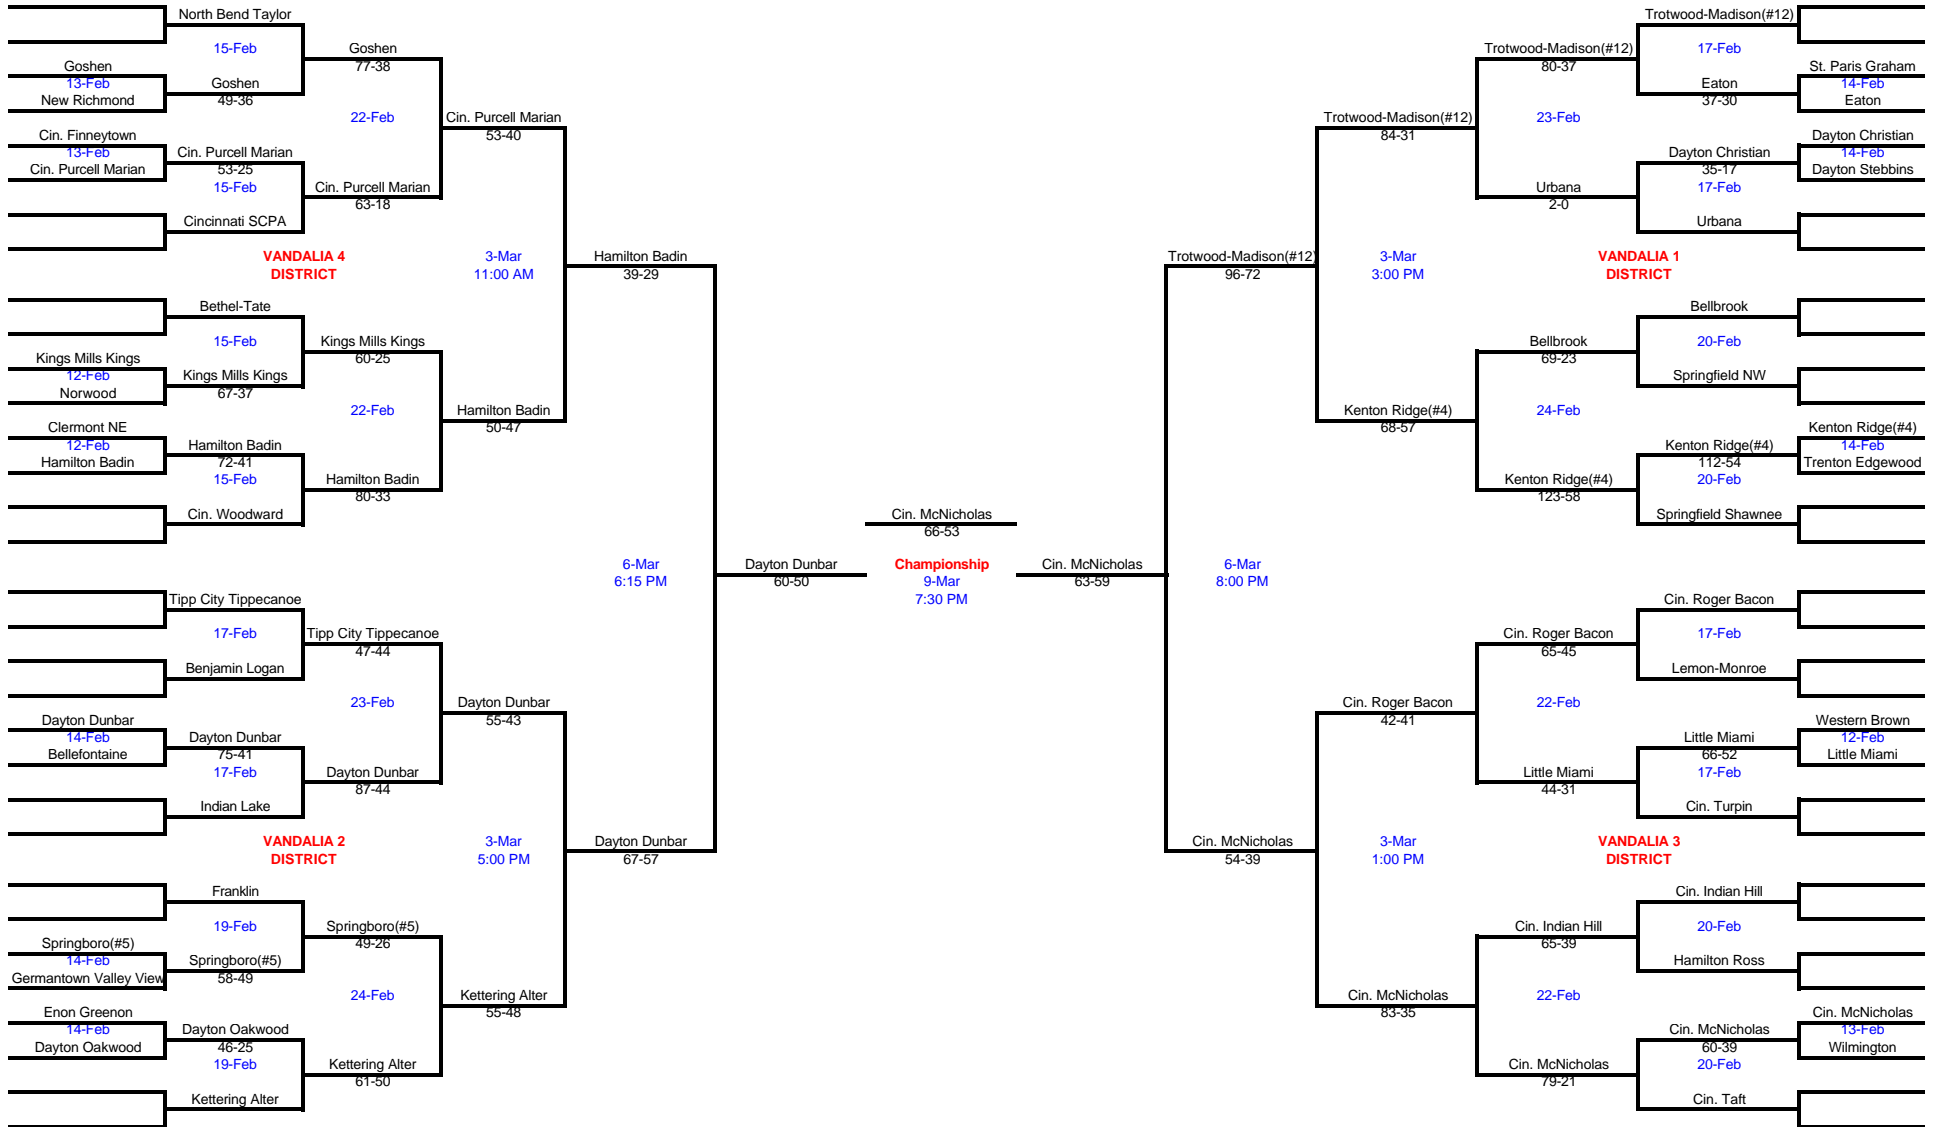 North Bend Taylor
15-Feb
Goshen
77-38
Goshen
13-Feb
New Richmond
Goshen
49-36
22-Feb
Cin. Purcell Marian
53-40
Cin. Finneytown
13-Feb
Cin. Purcell Marian
Cin. Purcell Marian
53-25
15-Feb
Cin. Purcell Marian
63-18
Cincinnati SCPA
VANDALIA 4
DISTRICT
3-Mar
11:00 AM
Hamilton Badin
39-29
Bethel-Tate
15-Feb
Kings Mills Kings
60-25
Kings Mills Kings
12-Feb
Norwood
Kings Mills Kings
67-37
22-Feb
Hamilton Badin
50-47
Clermont NE
12-Feb
Hamilton Badin
Hamilton Badin
72-41
15-Feb
Hamilton Badin
80-33
Cin. Woodward
6-Mar
6:15 PM
Dayton Dunbar
60-50
Tipp City Tippecanoe
17-Feb
Tipp City Tippecanoe
47-44
Benjamin Logan
23-Feb
Dayton Dunbar
55-43
Dayton Dunbar
14-Feb
Bellefontaine
Dayton Dunbar
75-41
17-Feb
Dayton Dunbar
87-44
Indian Lake
VANDALIA 2
DISTRICT
3-Mar
5:00 PM
Dayton Dunbar
67-57
Franklin
19-Feb
Springboro(#5)
49-26
Springboro(#5)
14-Feb
Germantown Valley View
Springboro(#5)
58-49
24-Feb
Kettering Alter
55-48
Enon Greenon
14-Feb
Dayton Oakwood
Dayton Oakwood
46-25
19-Feb
Kettering Alter
61-50
Kettering Alter
Cin. McNicholas
66-53
Championship
9-Mar
7:30 PM
Trotwood-Madison(#12)
17-Feb
Trotwood-Madison(#12)
80-37
St. Paris Graham
14-Feb
Eaton
Eaton
37-30
23-Feb
Trotwood-Madison(#12)
84-31
Dayton Christian
14-Feb
Dayton Stebbins
Dayton Christian
35-17
17-Feb
Urbana
2-0
Urbana
VANDALIA 1
DISTRICT
3-Mar
3:00 PM
Trotwood-Madison(#12)
96-72
Bellbrook
20-Feb
Bellbrook
69-23
Springfield NW
24-Feb
Kenton Ridge(#4)
68-57
Kenton Ridge(#4)
14-Feb
Trenton Edgewood
Kenton Ridge(#4)
112-54
20-Feb
Kenton Ridge(#4)
123-58
Springfield Shawnee
6-Mar
8:00 PM
Cin. McNicholas
63-59
Cin. Roger Bacon
17-Feb
Cin. Roger Bacon
65-45
Lemon-Monroe
22-Feb
Cin. Roger Bacon
42-41
Western Brown
12-Feb
Little Miami
Little Miami
66-52
17-Feb
Little Miami
44-31
Cin. Turpin
VANDALIA 3
DISTRICT
3-Mar
1:00 PM
Cin. McNicholas
54-39
Cin. Indian Hill
20-Feb
Cin. Indian Hill
65-39
Hamilton Ross
22-Feb
Cin. McNicholas
83-35
Cin. McNicholas
13-Feb
Wilmington
Cin. McNicholas
60-39
20-Feb
Cin. McNicholas
79-21
Cin. Taft